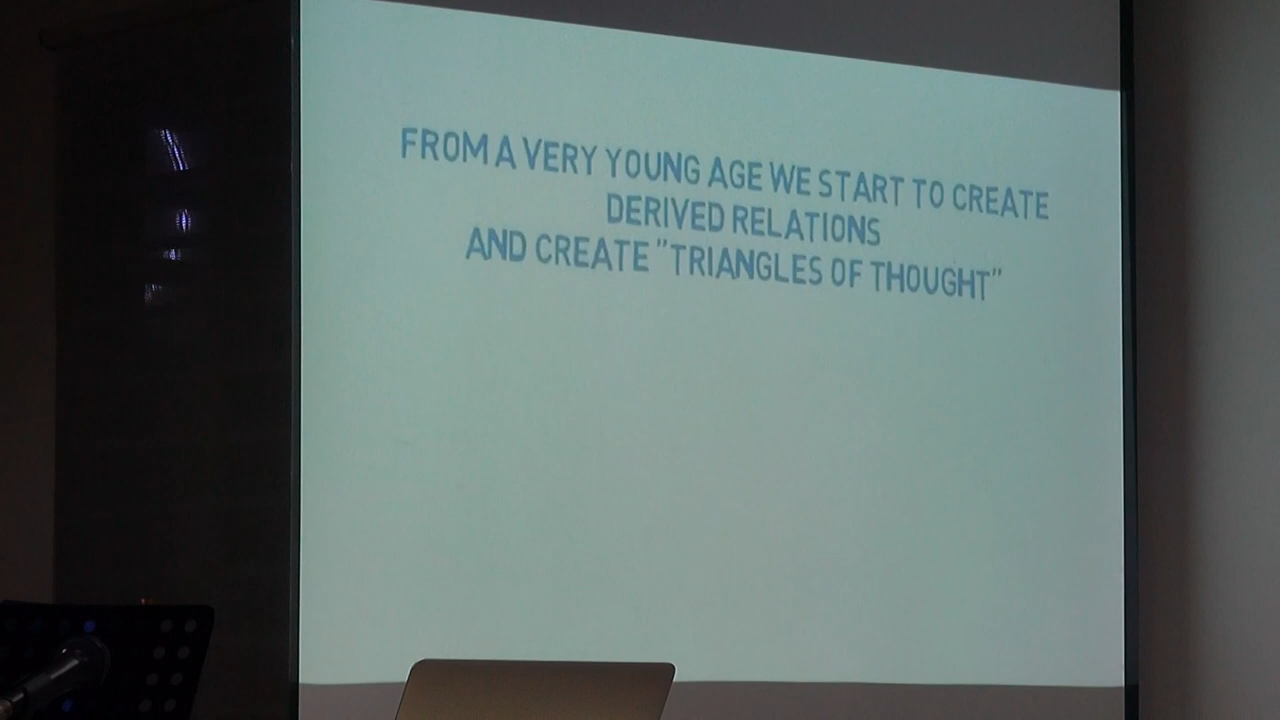 FROM A VERY YOUNG AGE WE START TO CREATE
DERIVED RELATIONS
AND CREATE "TRIANGLES OF THOUGHT"